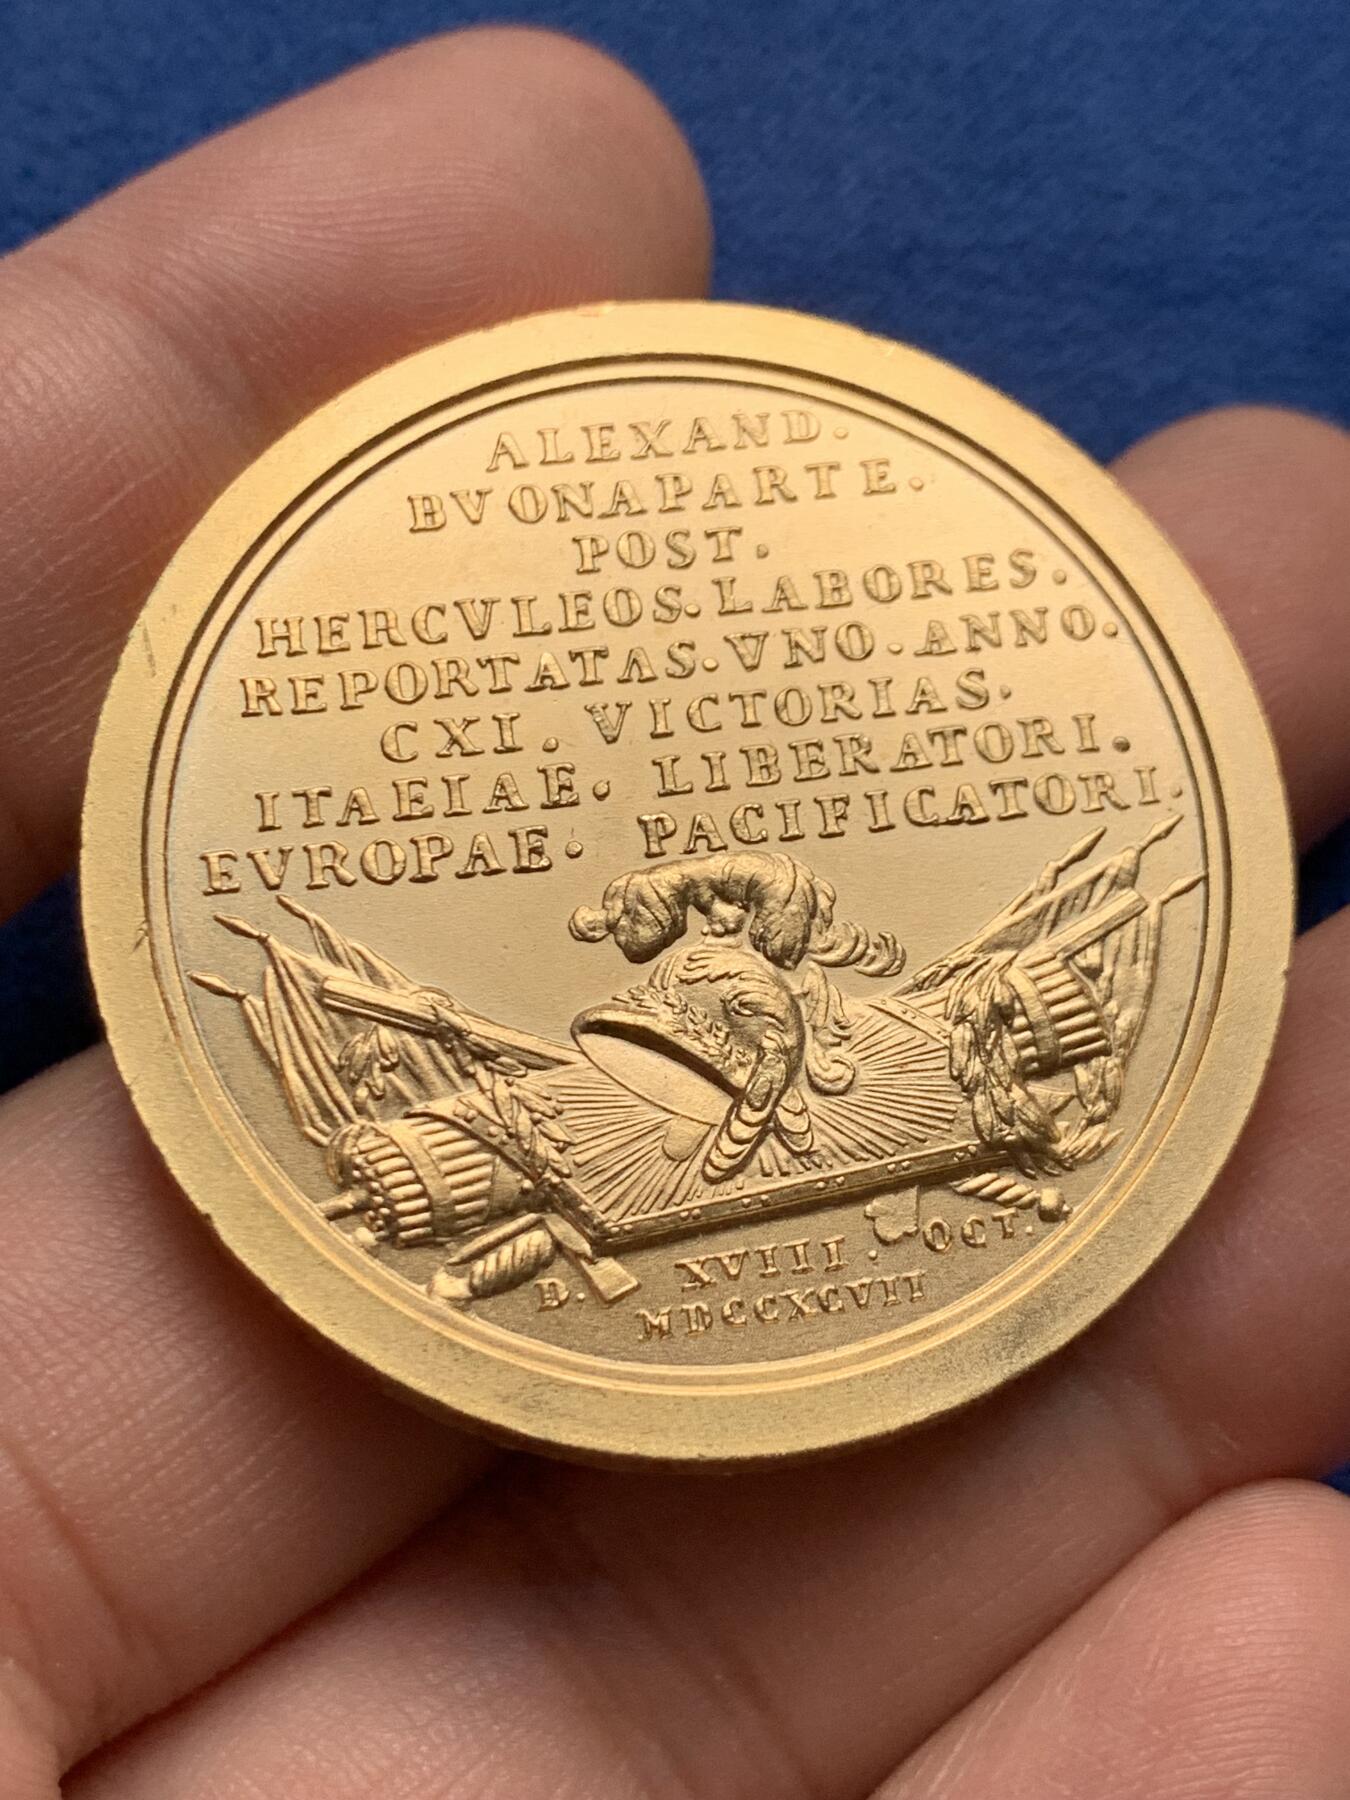 ALEXAND.
BVONAPARTE.
POST.
HERCVLEOS.LABORES.
REPORTATAS.VNO.ANNO.
CXI. VICTORIAS.
ITAEIAE. LIBERATORI.
EVROPAE. PACIFICATORI.
B. XVIII. OCT.
MDCCXCVII